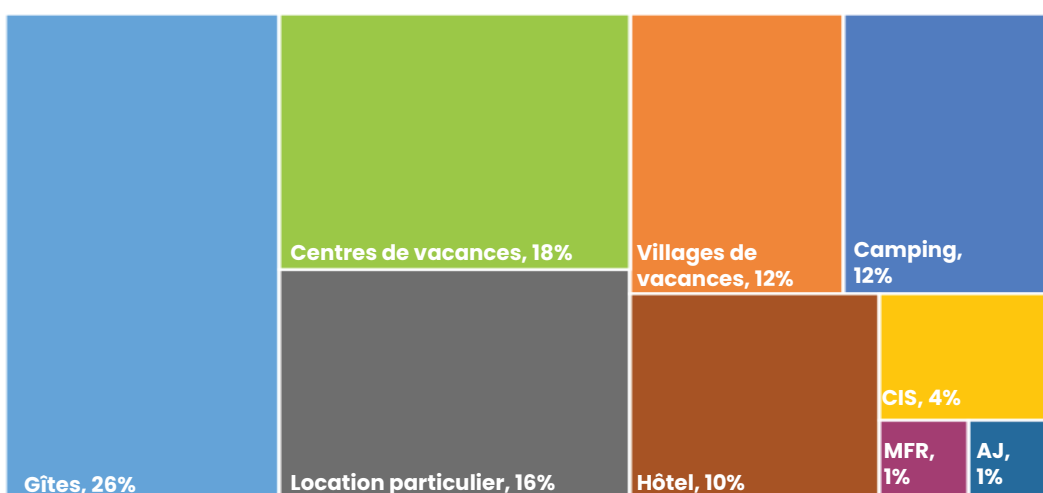 Gîtes, 26%
Centres de vacances, 18%
Location particulier, 16%
Villages de
vacances, 12%
Camping,
12%
Hôtel, 10%
CIS, 4%
MFR,
1%
AJ,
1%